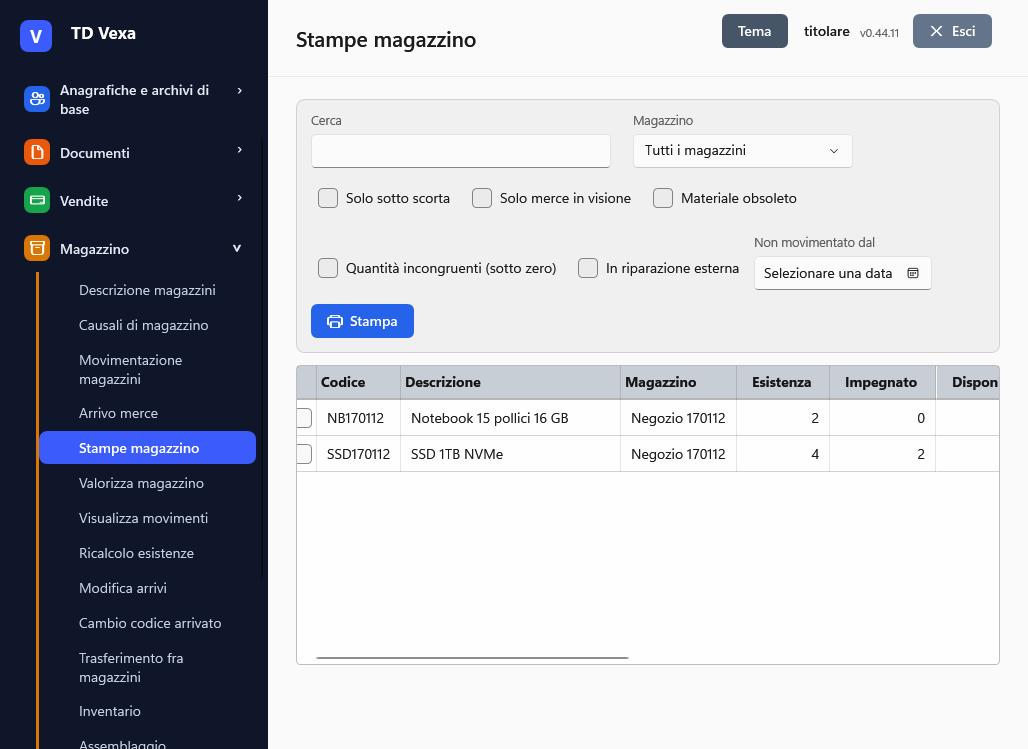 V
TD Vexa
Anagrafiche e archivi di
base
Documenti
Vendite
Magazzino
Descrizione magazzini
Causali di magazzino
Movimentazione
magazzini
Arrivo merce
Stampe magazzino
Valorizza magazzino
Visualizza movimenti
Ricalcolo esistenze
Modifica arrivi
Cambio codice arrivato
Trasferimento fra
magazzini
Inventario
Assemblaggio
Stampe magazzino
Tema titolare v0.44.11 Esci
Cerca Magazzino
Tutti i magazzini
Solo sotto scorta Solo merce in visione Materiale obsoleto
Non movimentato dal
Quantità incongruenti (sotto zero) In riparazione esterna Selezionare una data
Stampa
Codice Descrizione Magazzino Esistenza Impegnato Dispon
NB170112 Notebook 15 pollici 16 GB Negozio 170112 2 0
SSD170112 SSD 1TB NVMe Negozio 170112 4 2